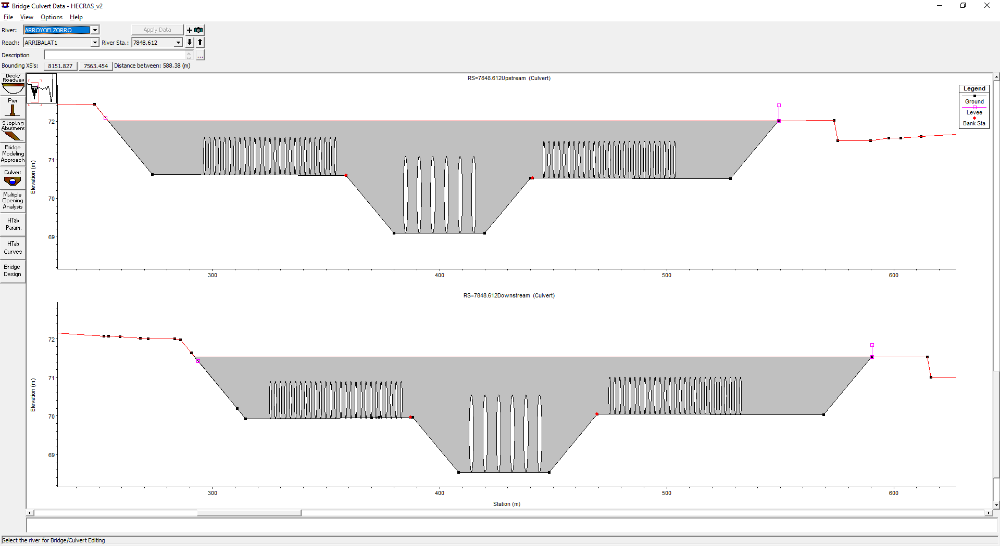 Bridge Culvert Data - HECRAS_v2
File View Options Help
River: ARROYOELZORRO Apply Data
Reach: ARRIBALAT1 River Sta.: 7848.612
Description ...
Bounding XS's: 8151.827 7563.454 Distance between: 588.38 (m)
Deck/
Roadway
Pier
Sloping
Abutment
Bridge
Modeling
Approach
Culvert
Multiple
Opening
Analysis
HTab
Param.
HTab
Curves
Bridge
Design
RS=7848.612Upstream (Culvert)
Legend
Ground
Levee
Bank Sta
72
71
70
69
Elevation (m)
300 400 500 600
RS=7848.612Downstream (Culvert)
72
71
70
69
Elevation (m)
300 400 500 600
Station (m)
Select the river for Bridge/Culvert Editing